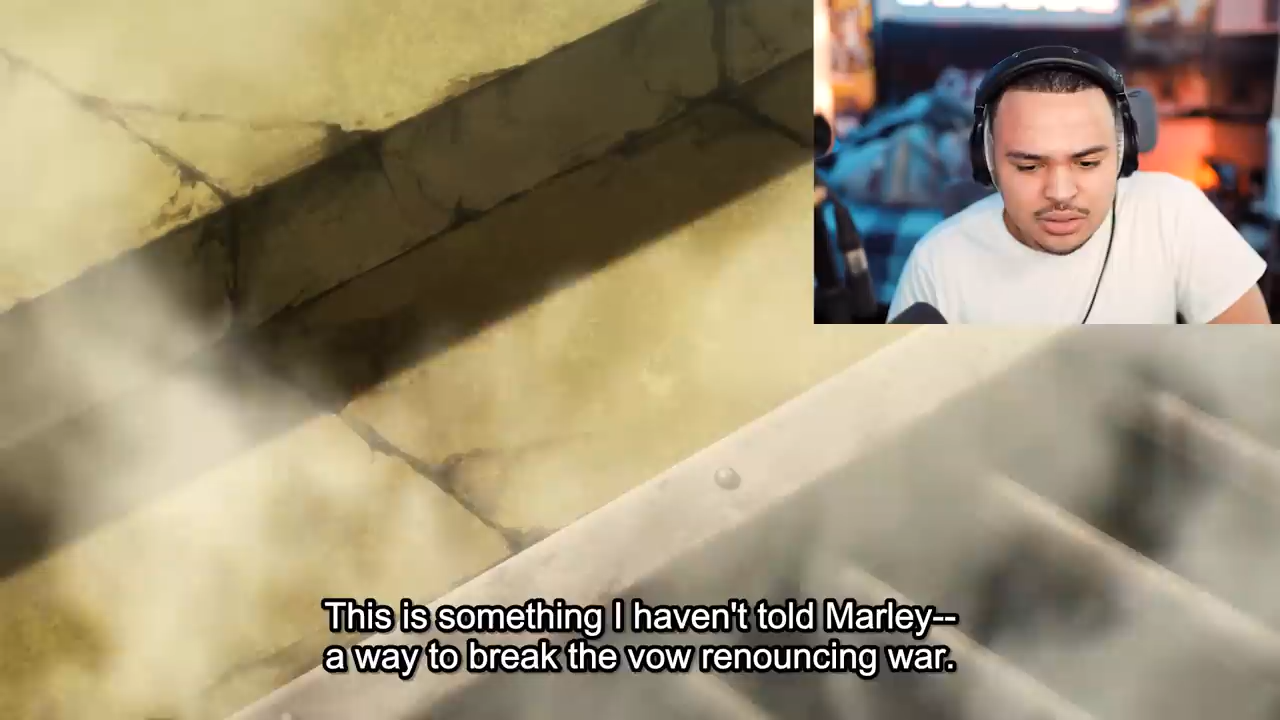 This is something I haven't told Marley--
a way to break the vow renouncing war.